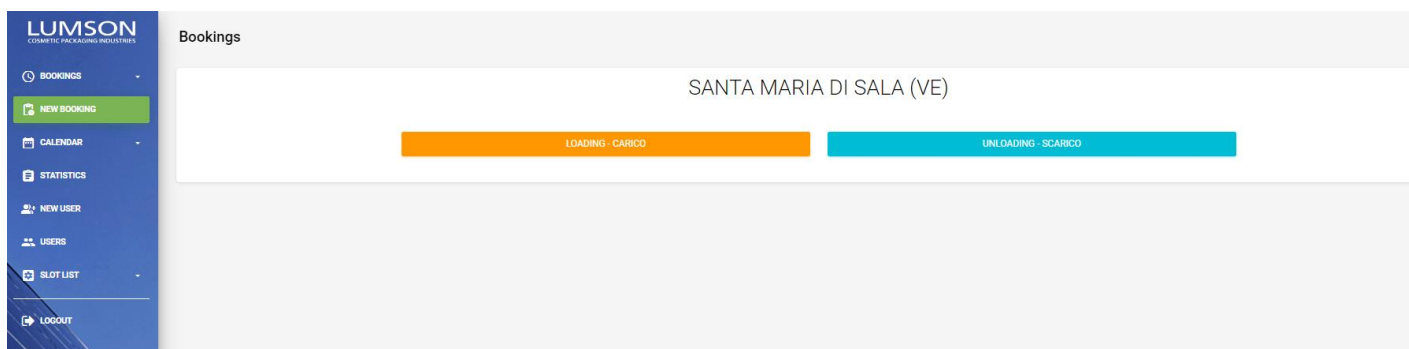 LUMSON
COSMETIC PACKAGING INDUSTRIES
BOOKINGS
NEW BOOKING
CALENDAR
STATISTICS
NEW USER
USERS
SLOT LIST
LOGOUT
Bookings
SANTA MARIA DI SALA (VE)
LOADING - CARICO
UNLOADING - SCARICO